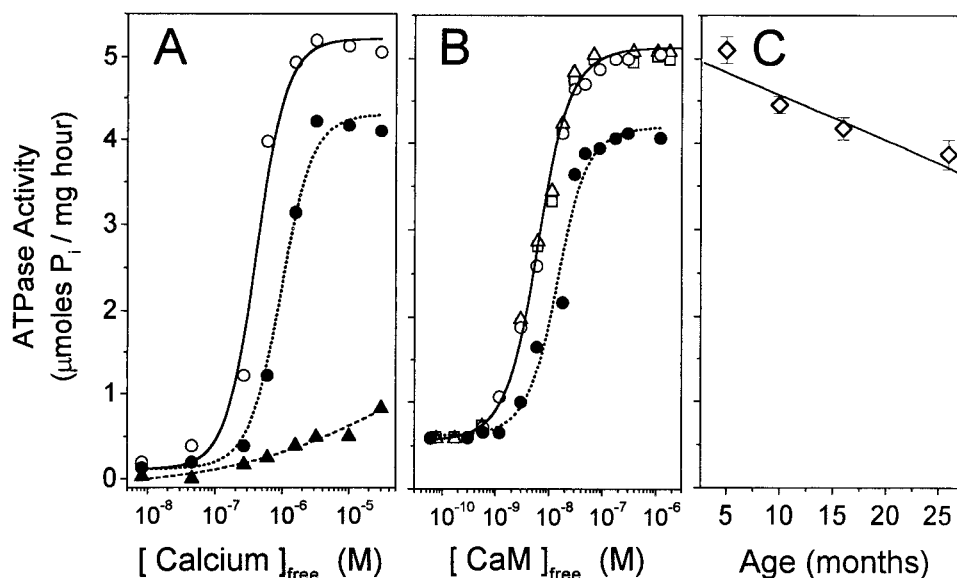 A
B
C
ATPase Activity
(μmoles Pi / mg hour)
5
4
3
2
1
0
10-8 10-7 10-6 10-5
10-10 10-9 10-8 10-7 10-6
5 10 15 20 25
[ Calcium ]free (M)
[ CaM ]free (M)
Age (months)